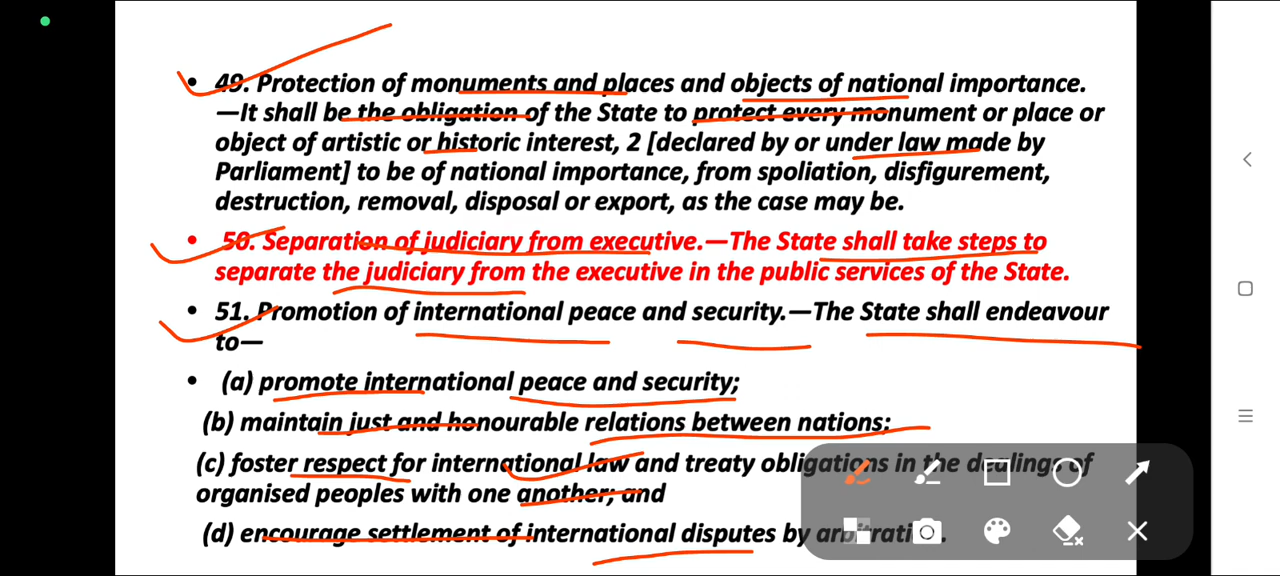 • 49. Protection of monuments and places and objects of national importance.
—It shall be the obligation of the State to protect every monument or place or
object of artistic or historic interest, 2 [declared by or under law made by
Parliament] to be of national importance, from spoliation, disfigurement,
destruction, removal, disposal or export, as the case may be.
• 50. Separation of judiciary from executive.—The State shall take steps to
separate the judiciary from the executive in the public services of the State.
• 51. Promotion of international peace and security.—The State shall endeavour
to—
• (a) promote international peace and security;
(b) maintain just and honourable relations between nations;
(c) foster respect for international law and treaty obligations in the dealings of
organised peoples with one another; and
(d) encourage settlement of international disputes by arbitration.